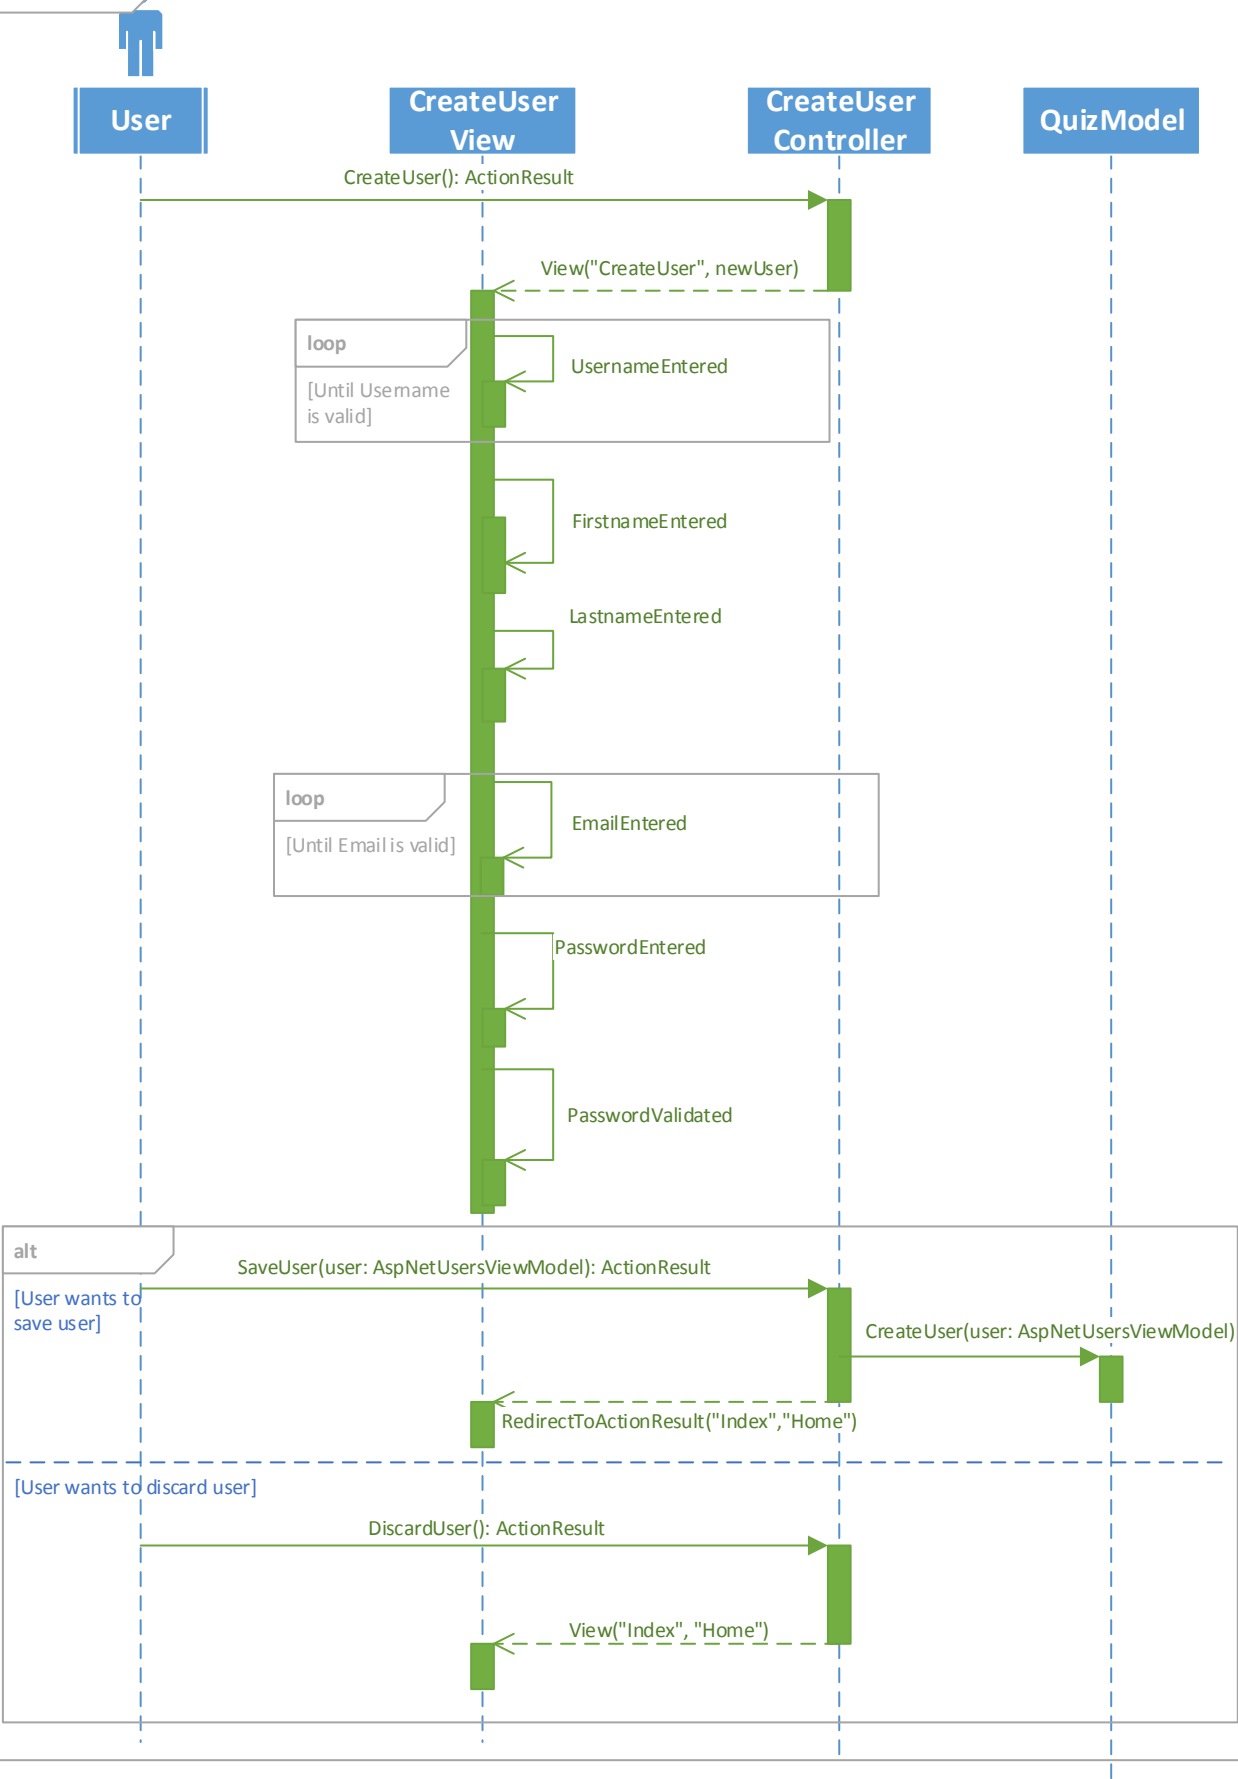 User
CreateUser
View
CreateUser
Controller
QuizModel
CreateUser(): ActionResult
View("CreateUser", newUser)
loop
UsernameEntered
[Until Username
is valid]
FirstnameEntered
LastnameEntered
loop
EmailEntered
[Until Email is valid]
PasswordEntered
PasswordValidated
alt
SaveUser(user: AspNetUsersViewModel): ActionResult
[User wants to
save user]
CreateUser(user: AspNetUsersViewModel)
RedirectToActionResult("Index","Home")
[User wants to discard user]
DiscardUser(): ActionResult
View("Index", "Home")